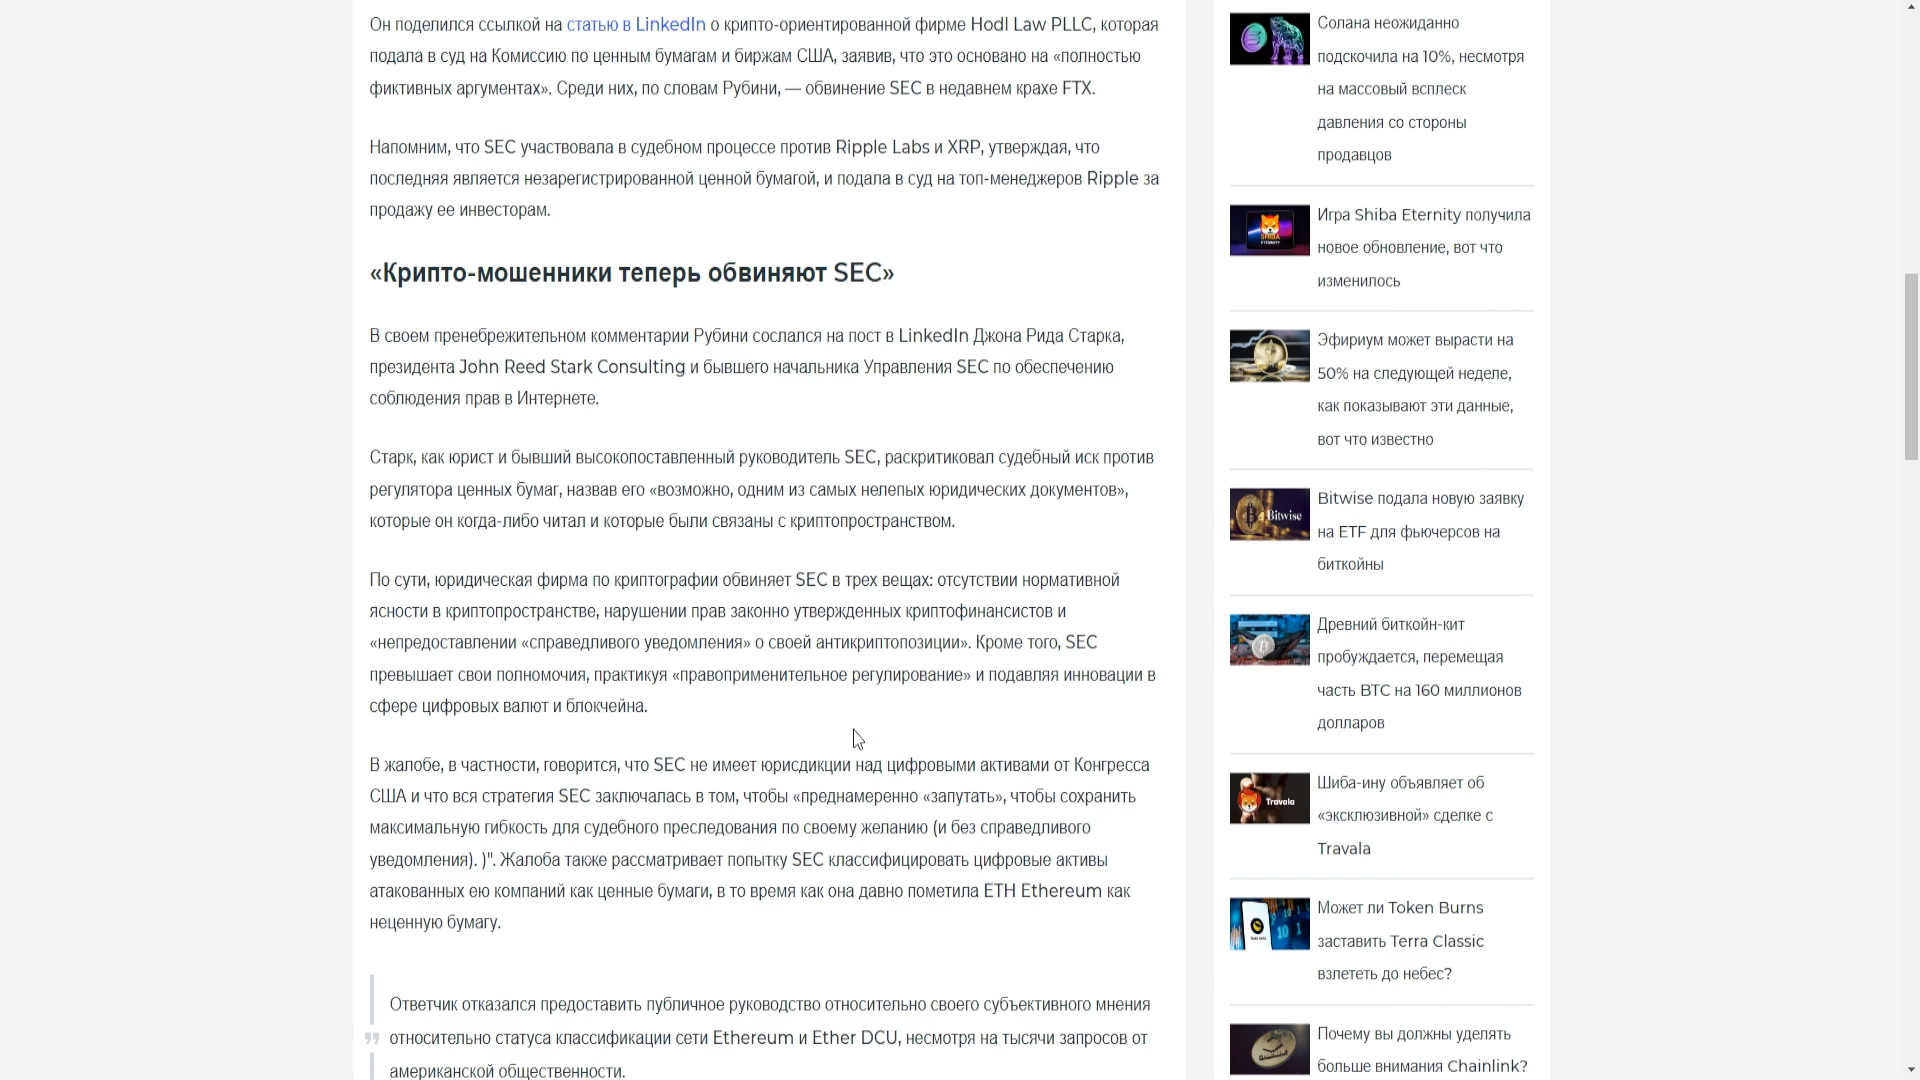 Он поделился ссылкой на статью в LinkedIn о крипто-ориентированной фирме Hodl Law PLLC, которая
подала в суд на Комиссию по ценным бумагам и биржам США, заявив, что это основано на «полностью
фиктивных аргументах». Среди них, по словам Рубини, — обвинение SEC в недавнем крахе FTX.
Напомним, что SEC участвовала в судебном процессе против Ripple Labs и XRP, утверждая, что
последняя является незарегистрированной ценной бумагой, и подала в суд на топ-менеджеров Ripple за
продажу ее инвесторам.
«Крипто-мошенники теперь обвиняют SEC»
В своем пренебрежительном комментарии Рубини сослался на пост в LinkedIn Джона Рида Старка,
президента John Reed Stark Consulting и бывшего начальника Управления SEC по обеспечению
соблюдения прав в Интернете.
Старк, как юрист и бывший высокопоставленный руководитель SEC, раскритиковал судебный иск против
регулятора ценных бумаг, назвав его «возможно, одним из самых нелепых юридических документов»,
которые он когда-либо читал и которые были связаны с криптопространством.
По сути, юридическая фирма по криптографии обвиняет SEC в трех вещах: отсутствии нормативной
ясности в криптопространстве, нарушении прав законно утвержденных криптофинансистов и
«непредоставлении «справедливого уведомления» о своей антикриптопозиции». Кроме того, SEC
превышает свои полномочия, практикуя «правоприменительное регулирование» и подавляя инновации в
сфере цифровых валют и блокчейна.
В жалобе, в частности, говорится, что SEC не имеет юрисдикции над цифровыми активами от Конгресса
США и что вся стратегия SEC заключалась в том, чтобы «преднамеренно «запутать», чтобы сохранить
максимальную гибкость для судебного преследования по своему желанию (и без справедливого
уведомления). )". Жалоба также рассматривает попытку SEC классифицировать цифровые активы
атакованных ею компаний как ценные бумаги, в то время как она давно пометила ETH Ethereum как
неценную бумагу.
Ответчик отказался предоставить публичное руководство относительно своего субъективного мнения
относительно статуса классификации сети Ethereum и Ether DCU, несмотря на тысячи запросов от
американской общественности.
Солана неожиданно
подскочила на 10%, несмотря
на массовый всплеск
давления со стороны
продавцов
Игра Shiba Eternity получила
новое обновление, вот что
изменилось
Эфириум может вырасти на
50% на следующей неделе,
как показывают эти данные,
вот что известно
Bitwise
Bitwise подала новую заявку
на ETF для фьючерсов на
биткойны
Древний биткойн-кит
пробуждается, перемещая
часть BTC на 160 миллионов
долларов
Travala
Шиба-ину объявляет об
«эксклюзивной» сделке с
Travala
Может ли Token Burns
заставить Terra Classic
взлететь до небес?
Почему вы должны уделять
больше внимания Chainlink?